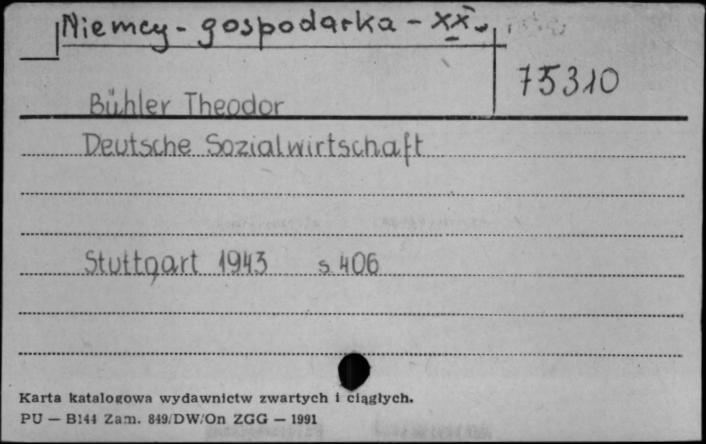 Niemcy - gospodarka - XX w.
75310
Bühler Theodor
Deutsche Sozialwirtschaft
Stuttgart 1943 s 406
Karta katalogowa wydawnictw zwartych i ciągłych.
PU — B144 Zam. 849/DW/On ZGG — 1991